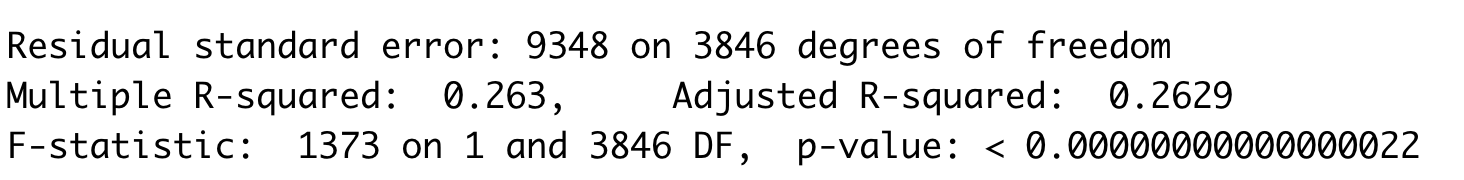 Residual standard error: 9348 on 3846 degrees of freedom
Multiple R-squared:  0.263,     Adjusted R-squared:  0.2629
F-statistic:  1373 on 1 and 3846 DF,  p-value: < 0.00000000000000022